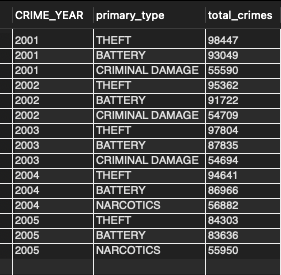 CRIME_YEAR primary_type total_crimes
2001 THEFT 98447
2001 BATTERY 93049
2001 CRIMINAL DAMAGE 55590
2002 THEFT 95362
2002 BATTERY 91722
2002 CRIMINAL DAMAGE 54709
2003 THEFT 97804
2003 BATTERY 87835
2003 CRIMINAL DAMAGE 54694
2004 THEFT 94641
2004 BATTERY 86966
2004 NARCOTICS 56882
2005 THEFT 84303
2005 BATTERY 83636
2005 NARCOTICS 55950